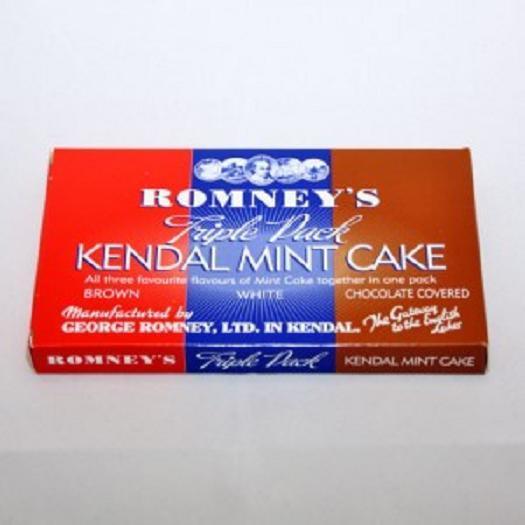 ROMNEY'S
Triple Pack
KENDAL MINT CAKE
All three favourite flavours of Mint Cake together in one pack
BROWN WHITE CHOCOLATE COVERED
Manufactured by
GEORGE ROMNEY, LTD. IN KENDAL.
The Gateway
to the English
Lakes
ROMNEY'S Triple Pack KENDAL MINT CAKE